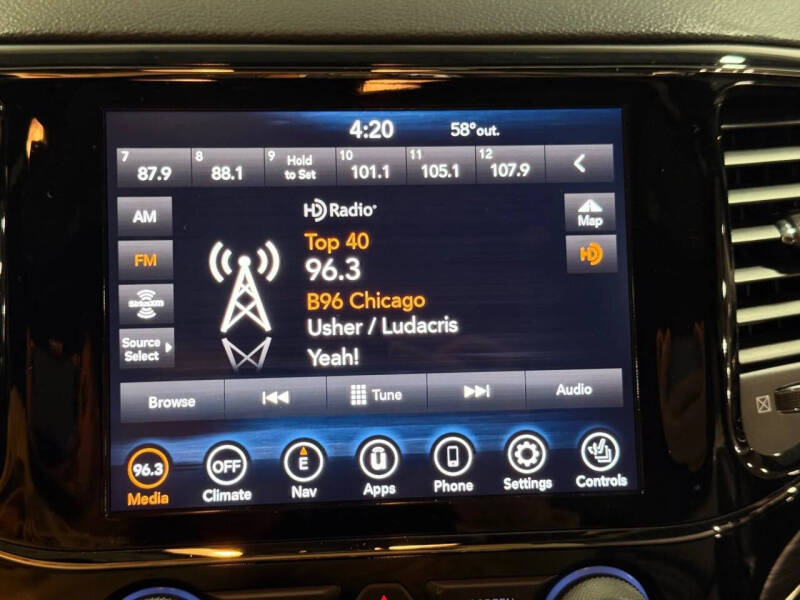 4:20 58° out.
7 87.9 8 88.1 9 Hold to Set 10 101.1 11 105.1 12 107.9
AM
HD Radio
Map
Top 40
FM
96.3
HD
B96 Chicago
SiriusXM
Usher / Ludacris
Source Select
Yeah!
Browse Tune Audio
96.3 OFF E
Media Climate Nav Apps Phone Settings Controls